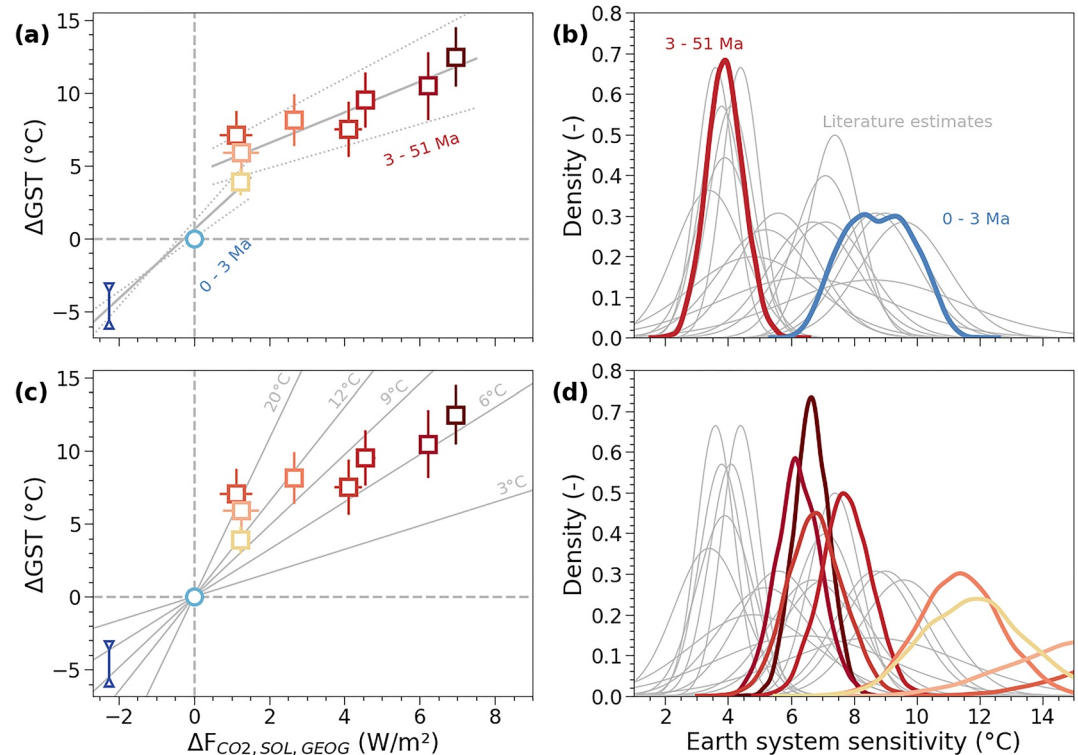 (a)
15
10
5
0
−5
ΔGST (°C)
3 - 51 Ma
0 - 3 Ma
(b)
0.8
0.7
0.6
0.5
0.4
0.3
0.2
0.1
0.0
Density (-)
3 - 51 Ma
Literature estimates
0 - 3 Ma
(c)
15
10
5
0
−5
ΔGST (°C)
20°C
12°C
9°C
6°C
3°C
−2 0 2 4 6 8
ΔF_CO2, SOL, GEOG (W/m²)
(d)
0.8
0.7
0.6
0.5
0.4
0.3
0.2
0.1
0.0
Density (-)
2 4 6 8 10 12 14
Earth system sensitivity (°C)